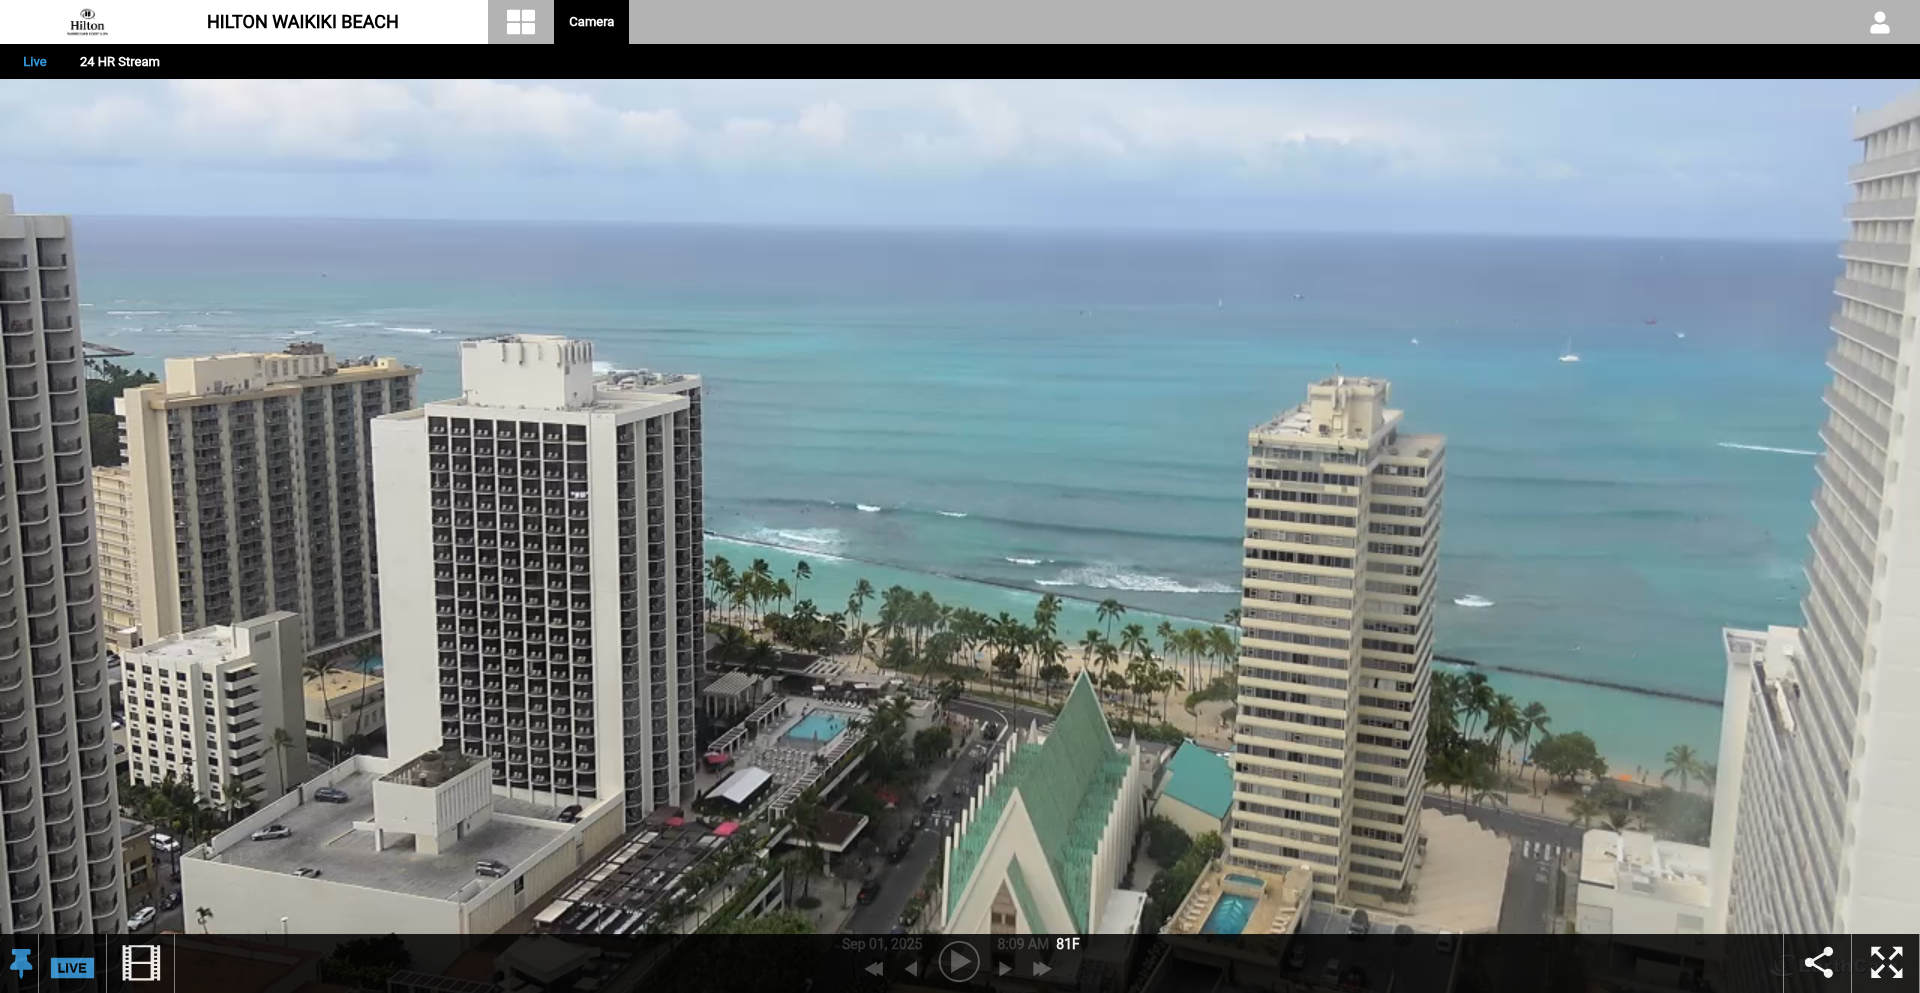 Hilton
HILTON WAIKIKI BEACH
Camera
Live
24 HR Stream
Sep 01, 2025
8:09 AM
81F
LIVE